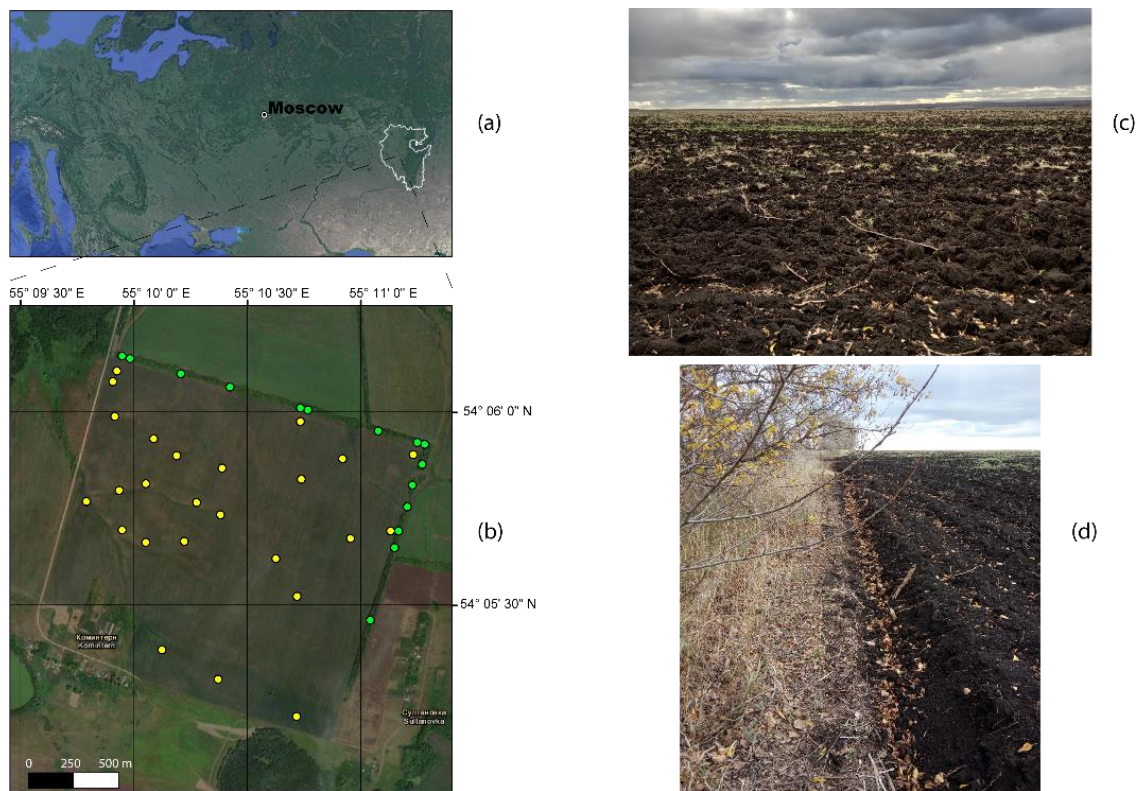 Moscow
(a)
(c)
55° 09' 30" E
55° 10' 0" E
55° 10' 30" E
55° 11' 0" E
54° 06' 0" N
(b)
(d)
54° 05' 30" N
Коминтерн
Komintern
Султановка
Sultanovka
0 250 500 m